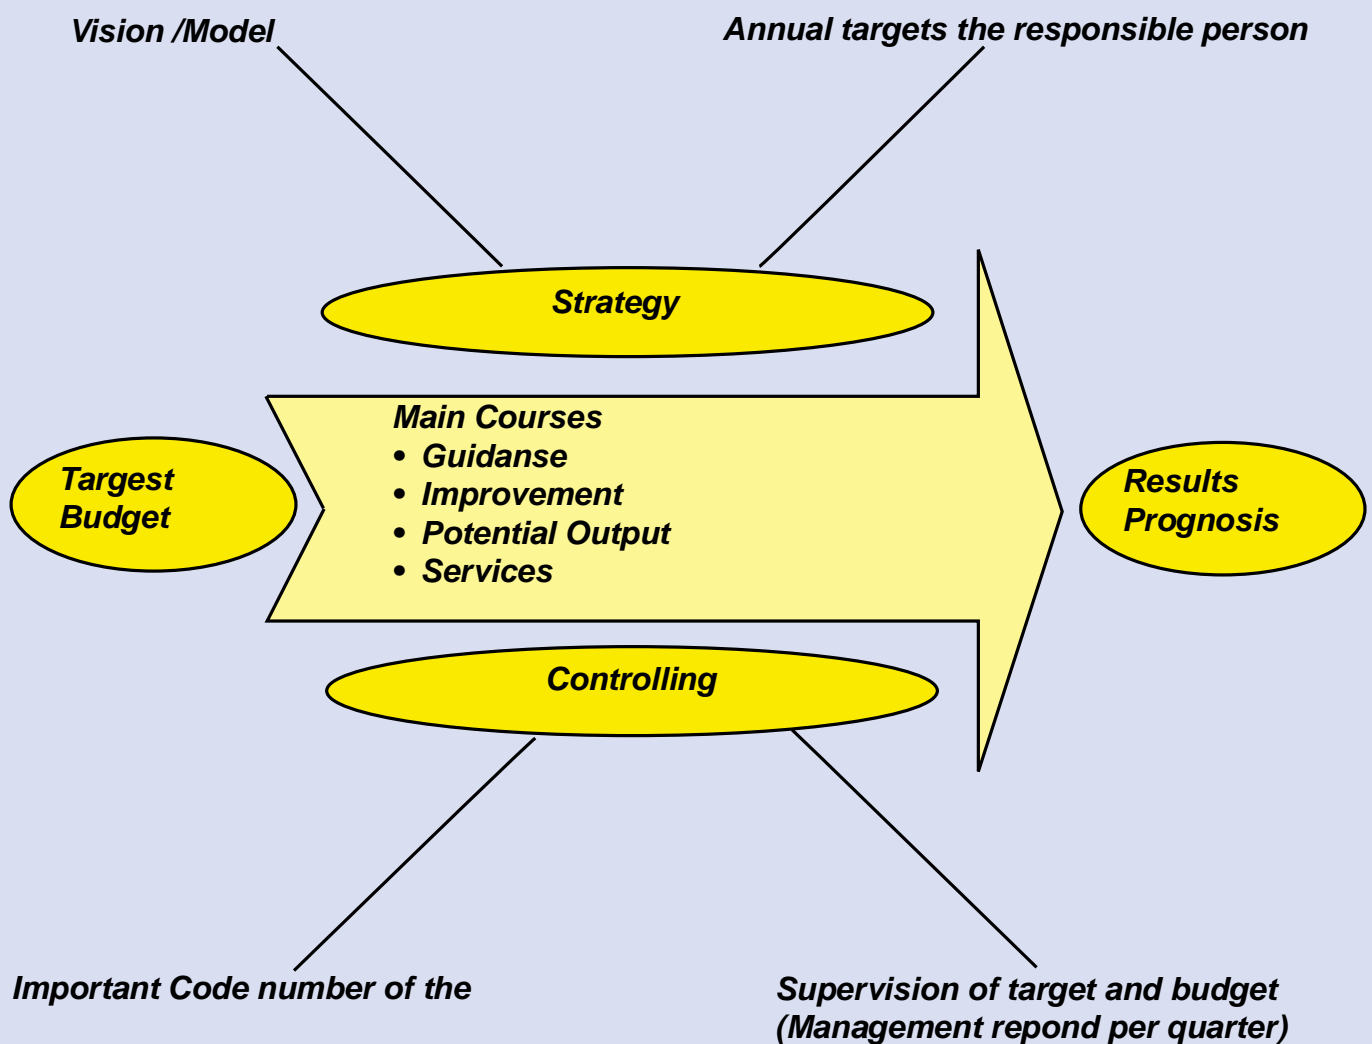 Vision /Model
Annual targets the responsible person
Strategy
Main Courses
• Guidanse
• Improvement
• Potential Output
• Services
Targest
Budget
Results
Prognosis
Controlling
Important Code number of the
Supervision of target and budget
(Management repond per quarter)